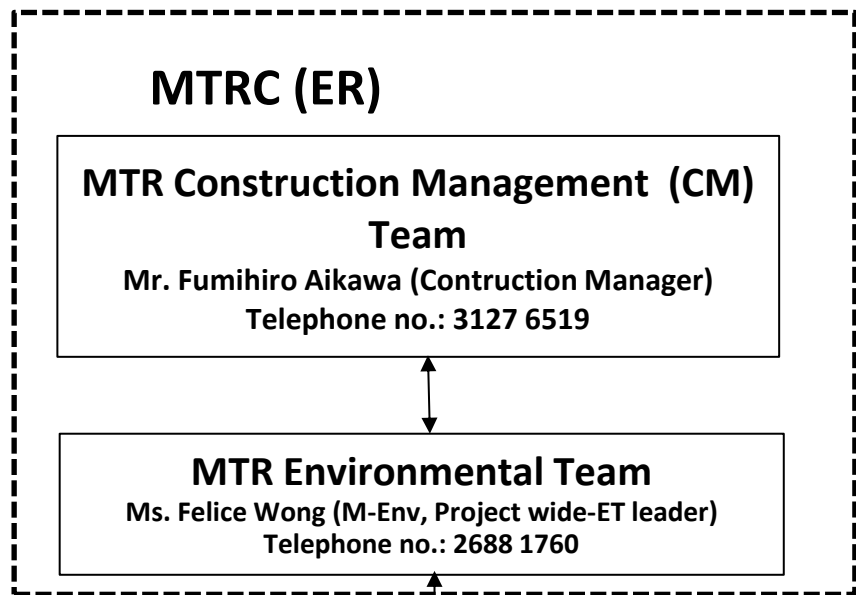 MTRC (ER)
MTR Construction Management (CM)
Team
Mr. Fumihiro Aikawa (Contruction Manager)
Telephone no.: 3127 6519
MTR Environmental Team
Ms. Felice Wong (M-Env, Project wide-ET leader)
Telephone no.: 2688 1760